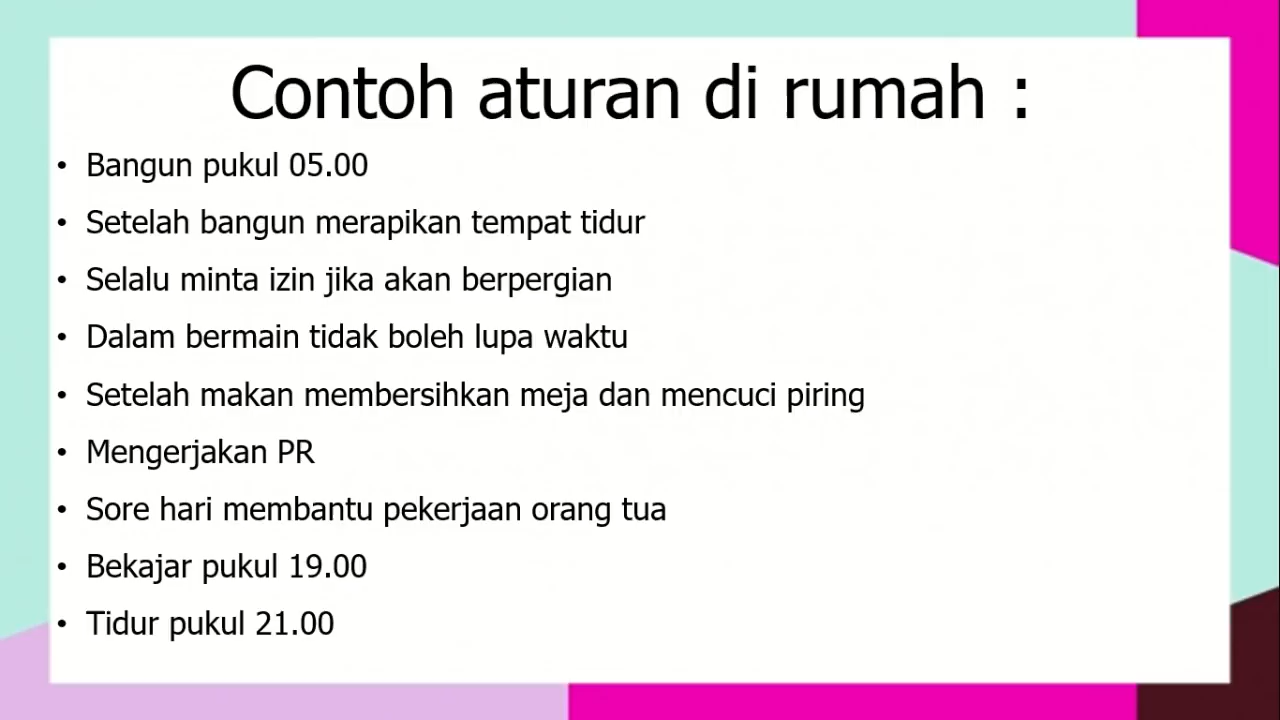 Contoh aturan di rumah :
• Bangun pukul 05.00
• Setelah bangun merapikan tempat tidur
• Selalu minta izin jika akan berpergian
• Dalam bermain tidak boleh lupa waktu
• Setelah makan membersihkan meja dan mencuci piring
• Mengerjakan PR
• Sore hari membantu pekerjaan orang tua
• Bekajar pukul 19.00
• Tidur pukul 21.00